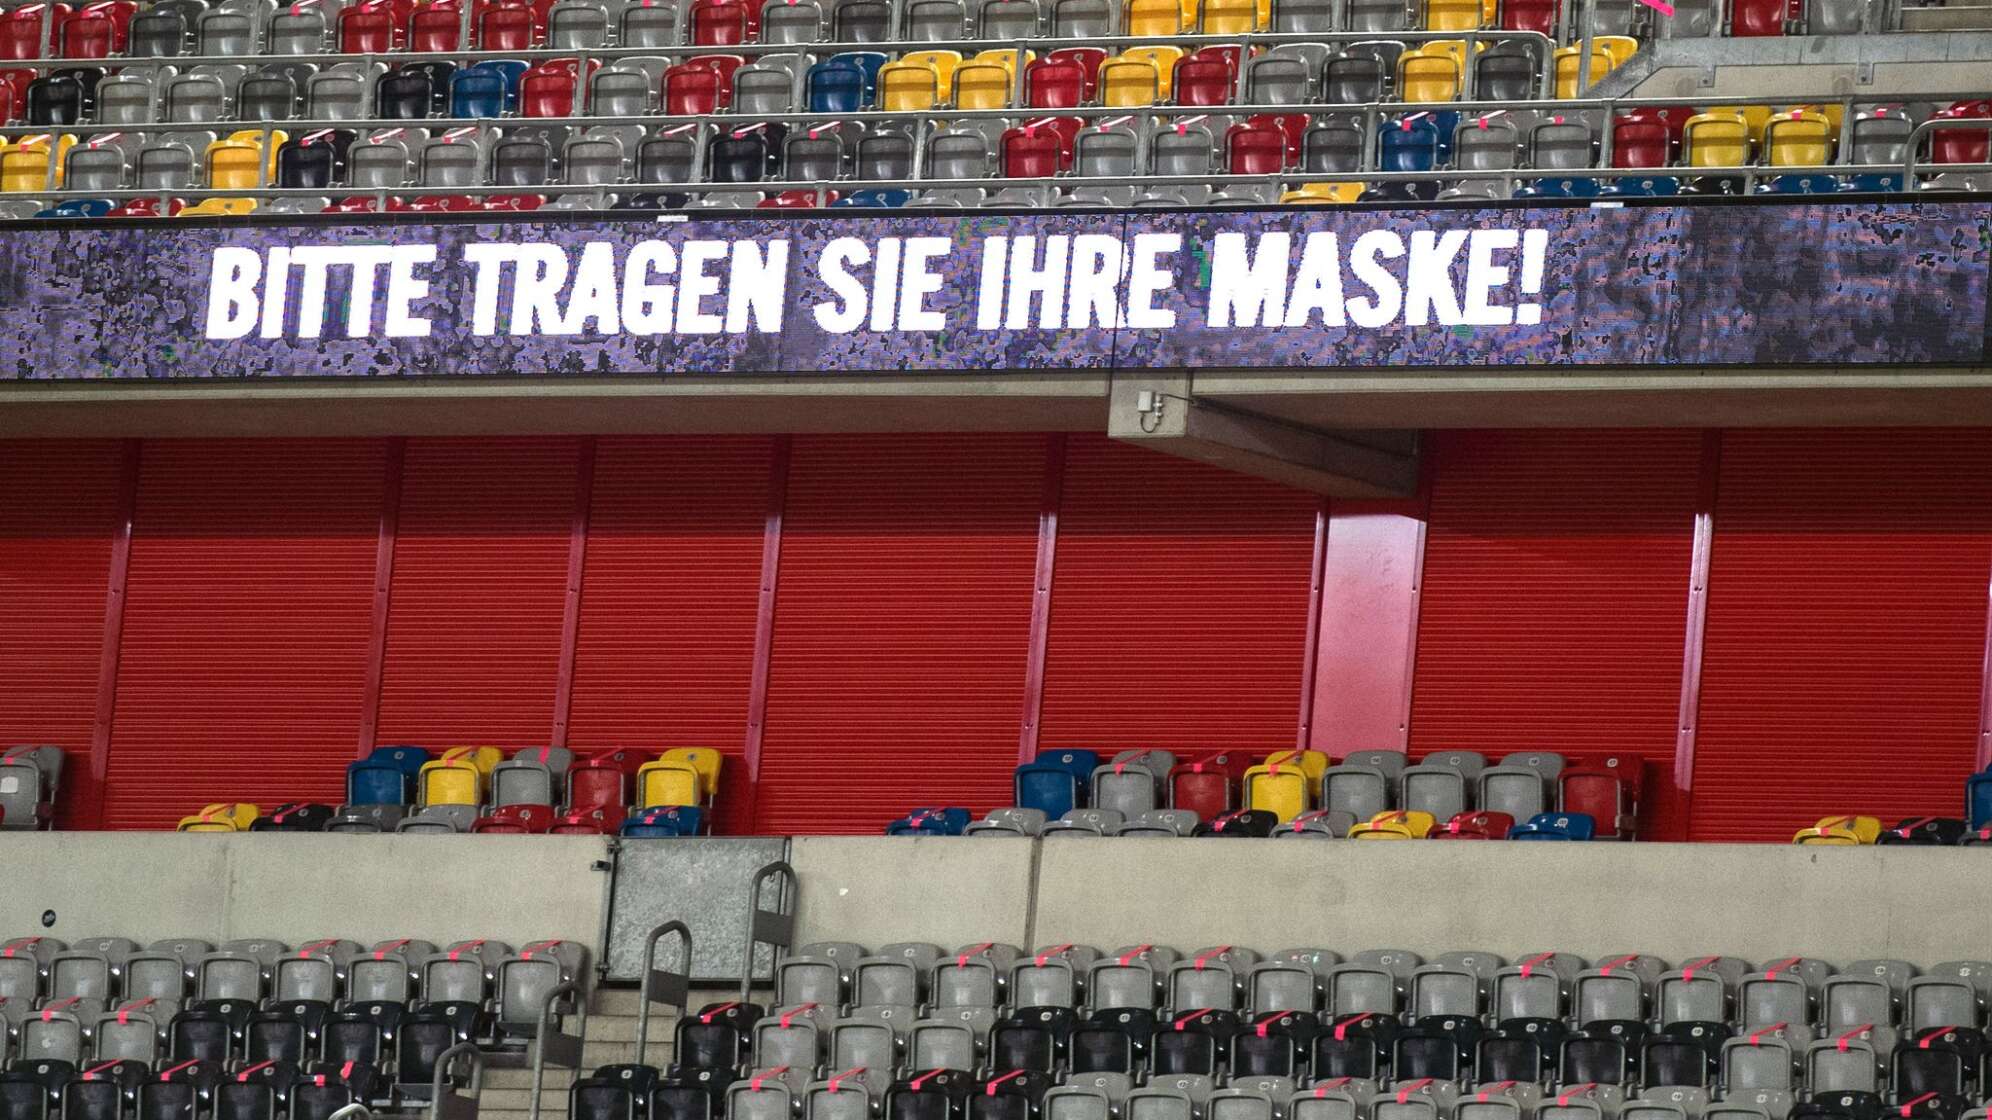 BITTE TRAGEN SIE IHRE MASKE!